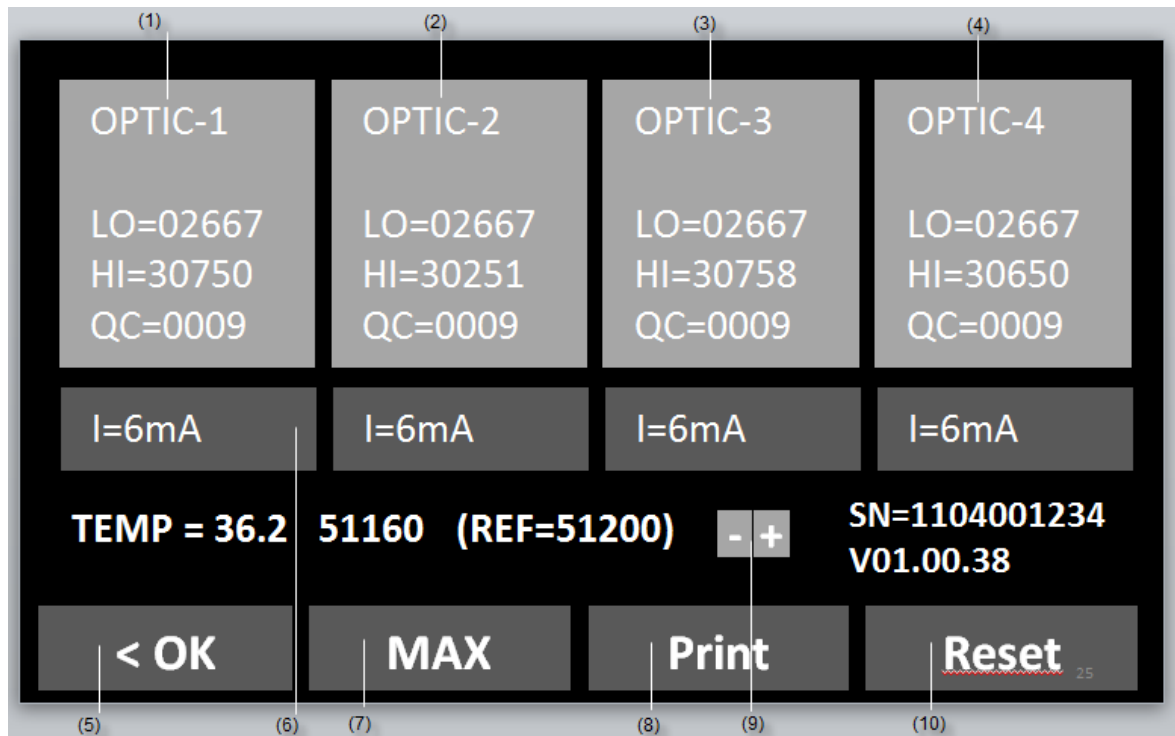 (1)
(2)
(3)
(4)
OPTIC-1
LO=02667
HI=30750
QC=0009
OPTIC-2
LO=02667
HI=30251
QC=0009
OPTIC-3
LO=02667
HI=30758
QC=0009
OPTIC-4
LO=02667
HI=30650
QC=0009
I=6mA
I=6mA
I=6mA
I=6mA
TEMP = 36.2 51160 (REF=51200)
- +
SN=1104001234
V01.00.38
< OK
MAX
Print
Reset
25
(5)
(6)
(7)
(8)
(9)
(10)